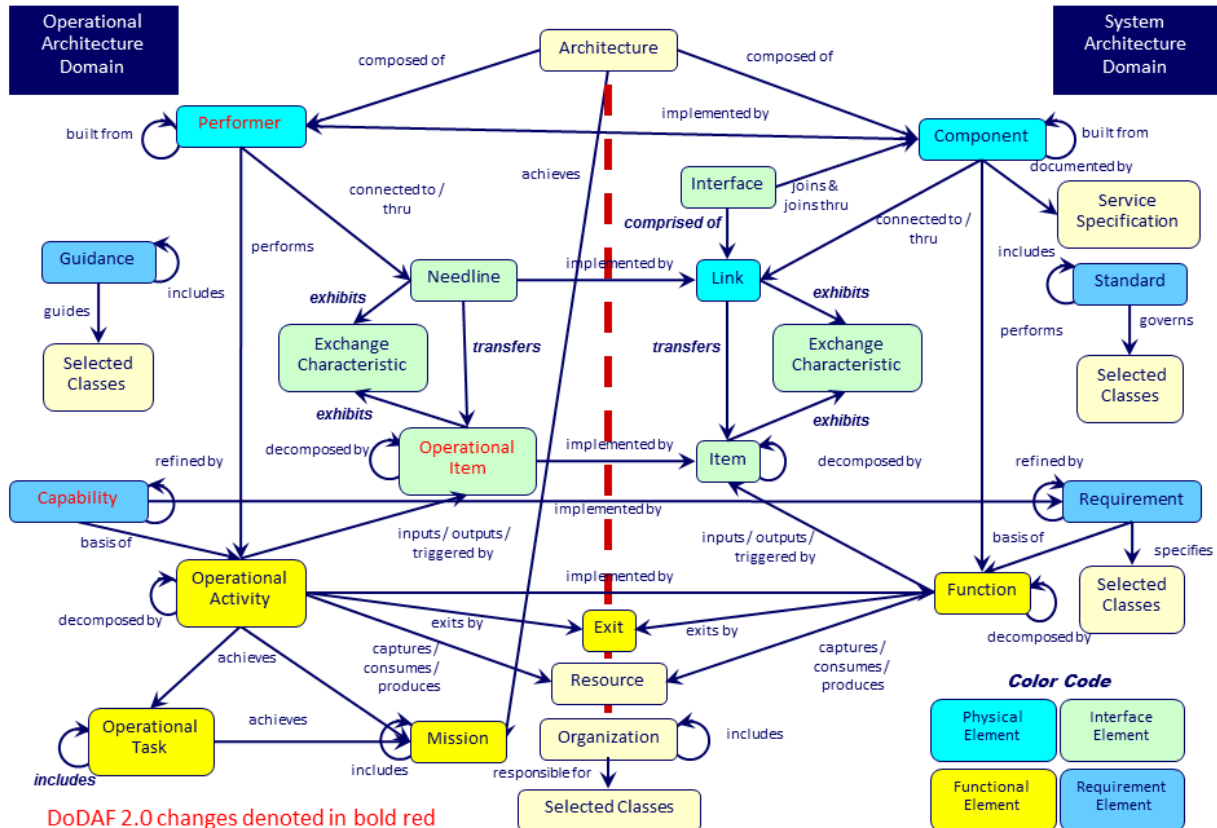 Operational
Architecture
Domain
System
Architecture
Domain
Architecture
composed of
composed of
Performer
implemented by
Component
built from
built from
achieves
documented by
Interface
joins &
joins thru
Service
Specification
connected to /
thru
comprised of
connected to /
thru
performs
includes
Guidance
includes
Needline
implemented by
Link
Standard
exhibits
exhibits
guides
performs
governs
Exchange
Characteristic
transfers
transfers
Exchange
Characteristic
Selected
Classes
Selected
Classes
exhibits
exhibits
decomposed by
Operational
Item
implemented by
Item
decomposed by
refined by
refined by
Capability
Requirement
implemented by
basis of
inputs / outputs /
triggered by
inputs / outputs /
triggered by
basis of
specifies
Operational
Activity
implemented by
Function
Selected
Classes
decomposed by
exits by
Exit
exits by
decomposed by
achieves
captures/
consumes /
produces
Resource
captures /
consumes /
produces
Color Code
Operational
Task
achieves
Mission
Organization
includes
Physical
Element
Interface
Element
includes
includes
responsible for
Selected Classes
Functional
Element
Requirement
Element
DoDAF 2.0 changes denoted in bold red